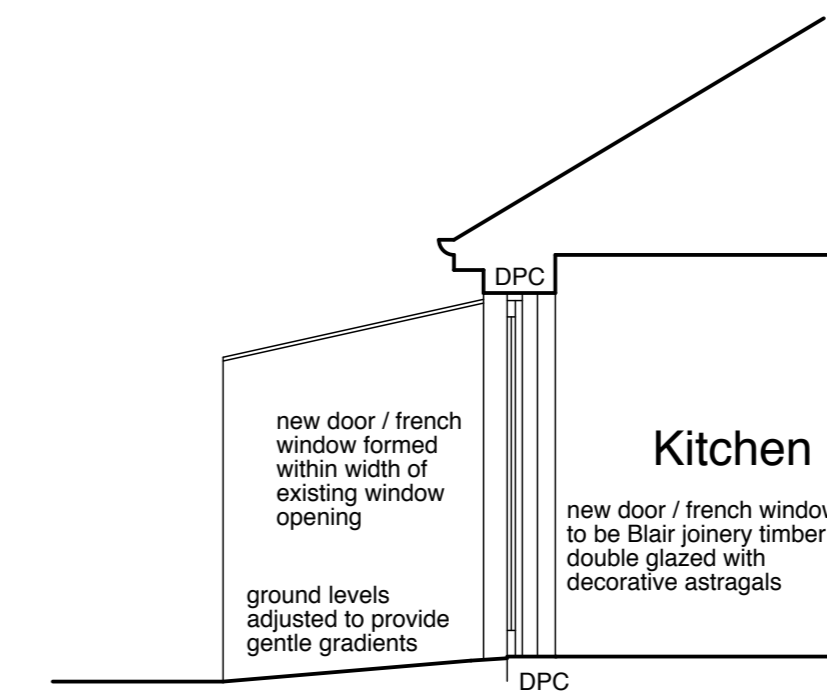 DPC
new door / french
window formed
within width of
existing window
opening
Kitchen
new door / french window
to be Blair joinery timber
double glazed with
decorative astragals
ground levels
adjusted to provide
gentle gradients
DPC